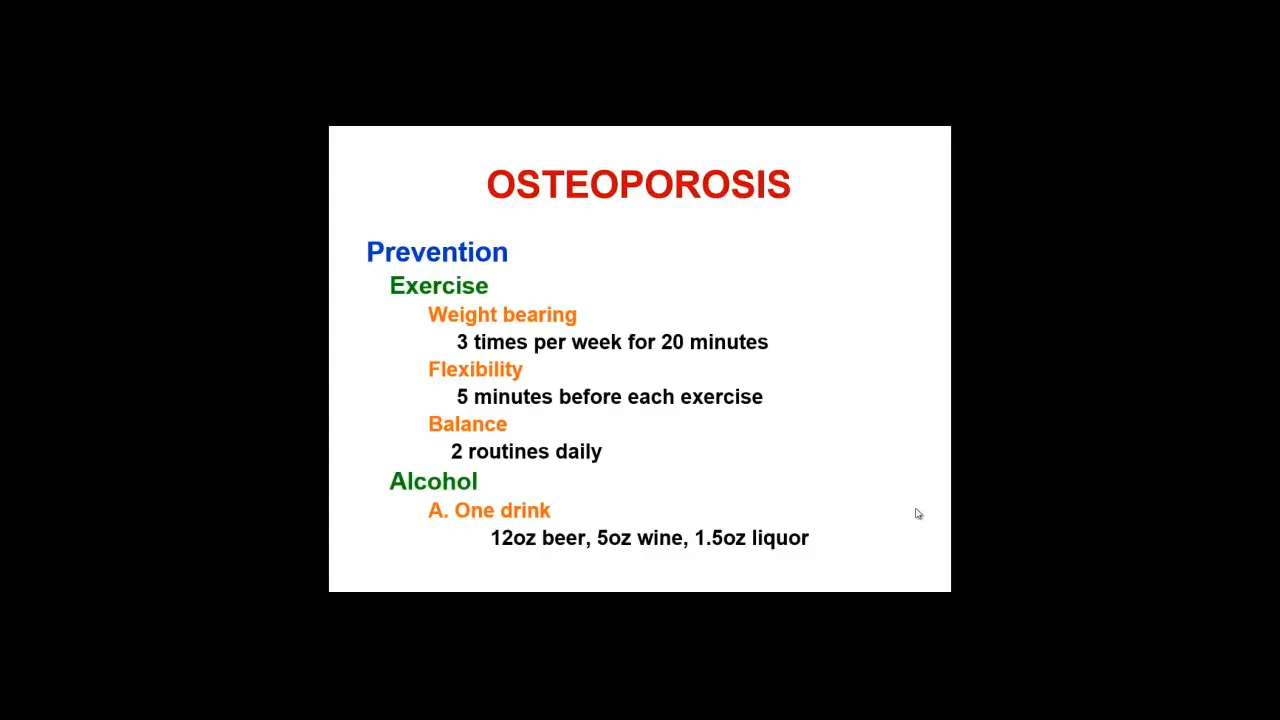 OSTEOPOROSIS
Prevention
Exercise
Weight bearing
3 times per week for 20 minutes
Flexibility
5 minutes before each exercise
Balance
2 routines daily
Alcohol
A. One drink
12oz beer, 5oz wine, 1.5oz liquor